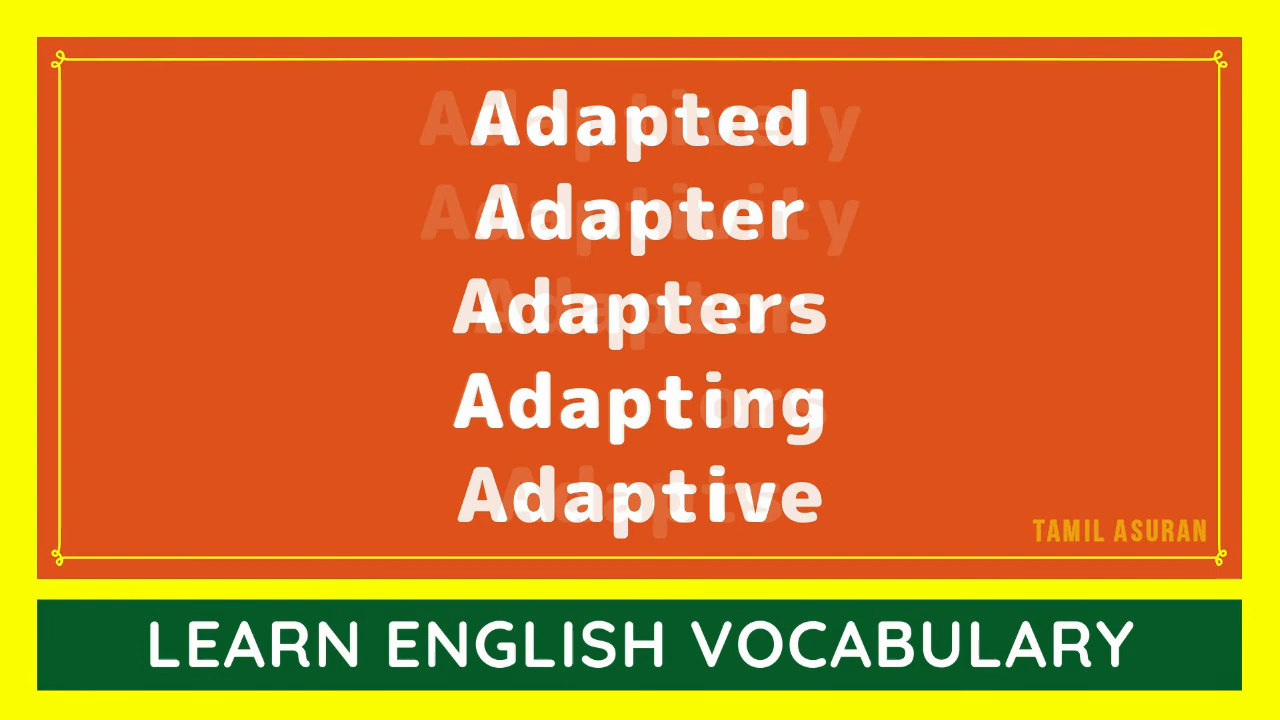 Adapted
Adapter
Adapters
Adapting
Adaptive
TAMIL ASURAN
LEARN ENGLISH VOCABULARY